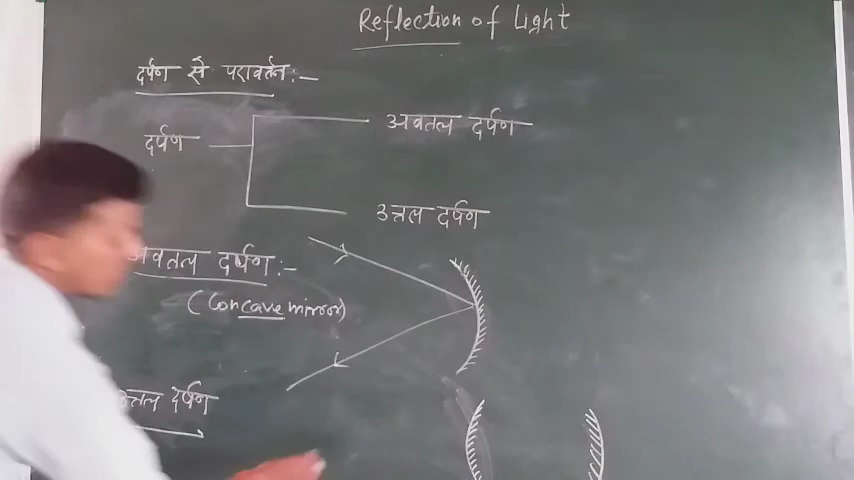 Reflection of Light
दर्पण से परावर्तन:-
दर्पण
अवतल दर्पण
उत्तल दर्पण
अवतल दर्पण:-
(Concave mirror)
उत्तल दर्पण